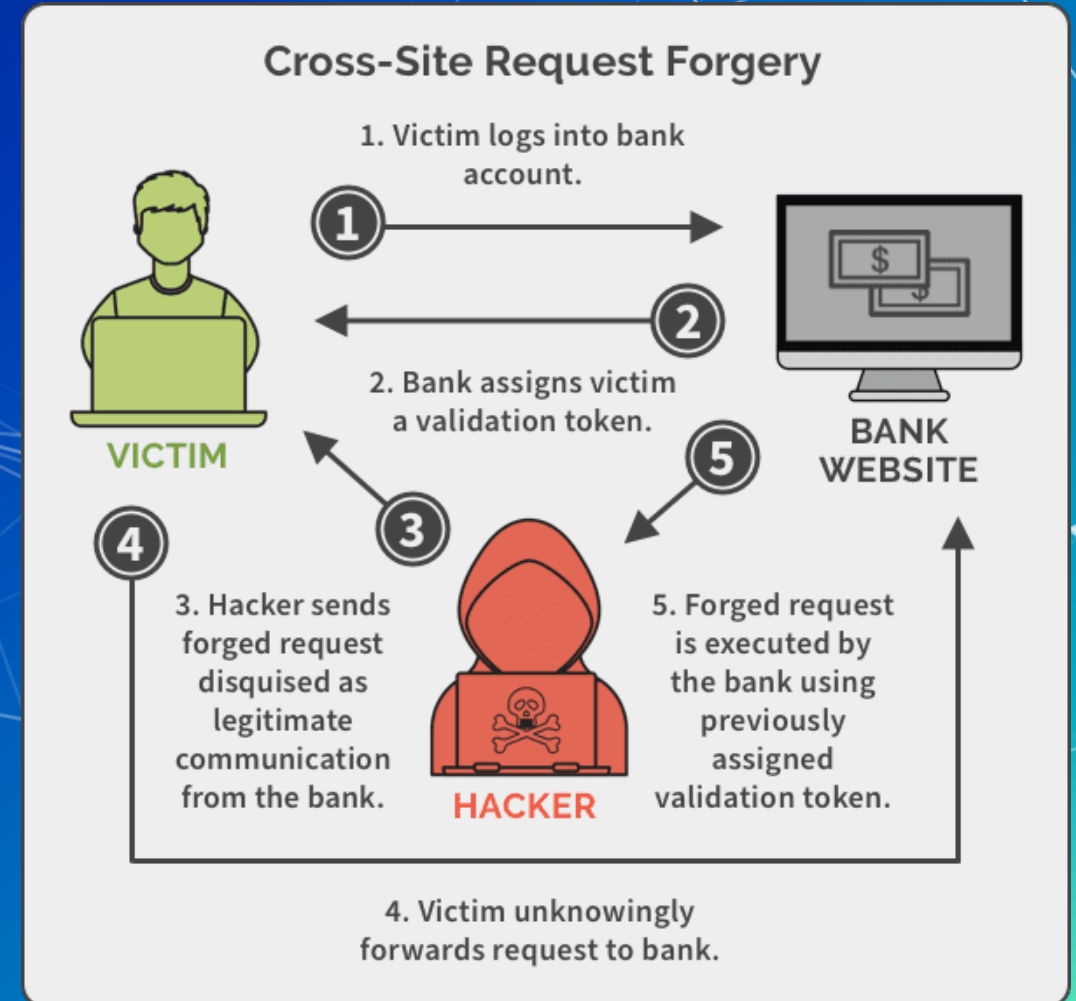 Cross-Site Request Forgery
1. Victim logs into bank
account.
1
2
2. Bank assigns victim
a validation token.
$
$
VICTIM
BANK
WEBSITE
5
3
4
3. Hacker sends
forged request
disquised as
legitimate
communication
from the bank.
HACKER
5. Forged request
is executed by
the bank using
previously
assigned
validation token.
4. Victim unknowingly
forwards request to bank.